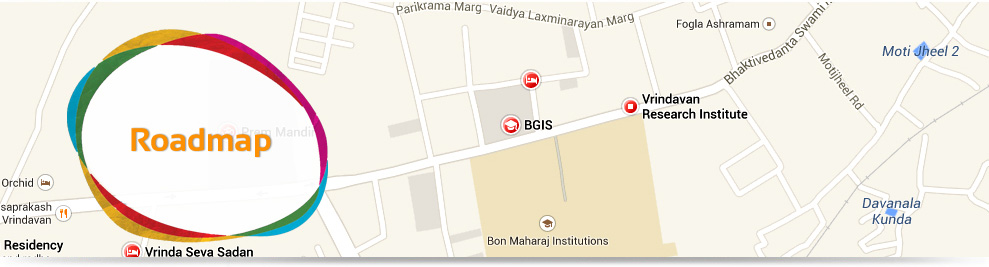 Parikrama Marg
Vaidya Laxminarayan Marg
Fogla Ashramam
Bhaktivedanta Swami
Moti Jheel 2
Motijheel Rd
Vrindavan
Research Institute
BGIS
Prem Mandir
Roadmap
Orchid
saprakash
Vrindavan
Davanala
Kunda
Bon Maharaj Institutions
Residency
Vrinda Seva Sadan